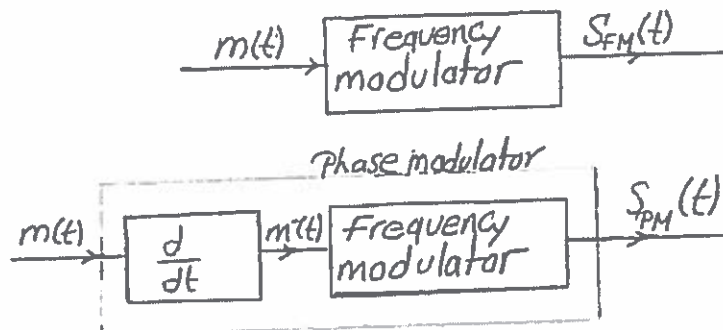 m(t)
Frequency
modulator
S_FM(t)
Phase modulator
m(t)
d
dt
m'(t)
Frequency
modulator
S_PM(t)